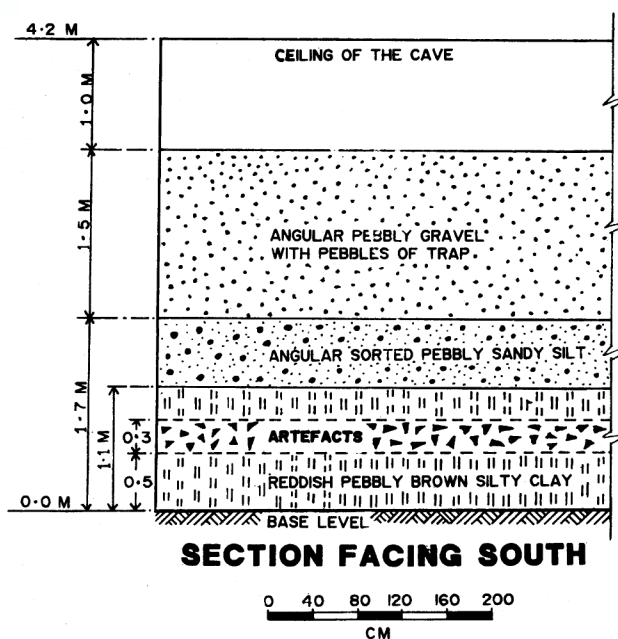 4.2 M
CEILING OF THE CAVE
1.0 M
1.5 M
ANGULAR PEBBLY GRAVEL
WITH PEBBLES OF TRAP
ANGULAR SORTED PEBBLY SANDY SILT
1.7 M
1.1 M
0.3
ARTEFACTS
0.5
REDDISH PEBBLY BROWN SILTY CLAY
0.0 M
BASE LEVEL
SECTION FACING SOUTH
0 40 80 120 160 200
CM